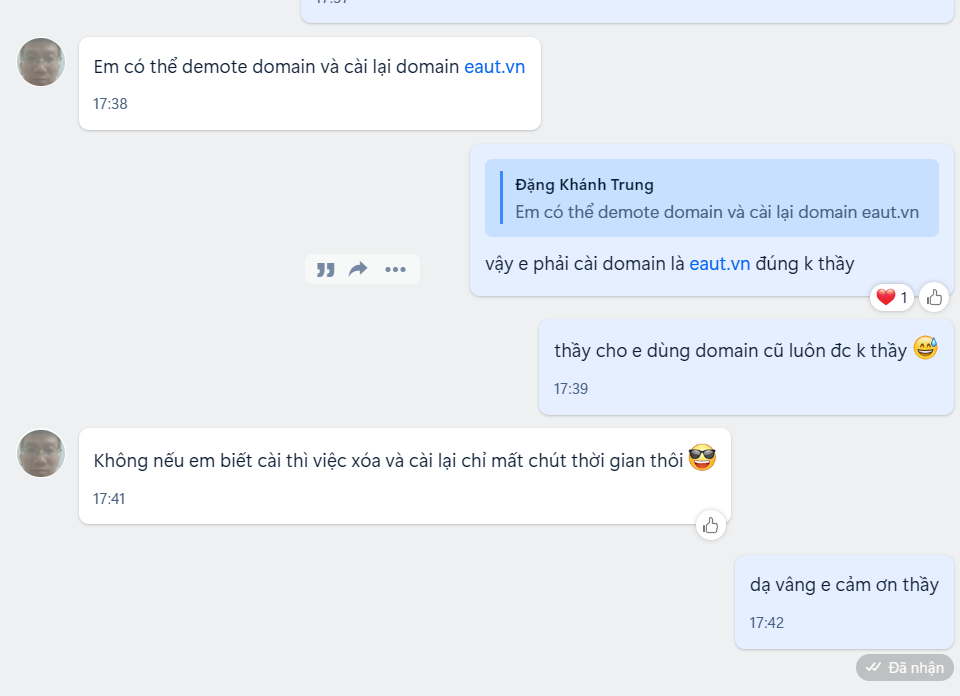 17:37
Em có thể demote domain và cài lại domain eaut.vn
17:38
Đặng Khánh Trung
Em có thể demote domain và cài lại domain eaut.vn
vậy e phải cài domain là eaut.vn đúng k thầy
1
thầy cho e dùng domain cũ luôn đc k thầy 😅
17:39
Không nếu em biết cài thì việc xóa và cài lại chỉ mất chút thời gian thôi 😎
17:41
dạ vâng e cảm ơn thầy
17:42
Đã nhận